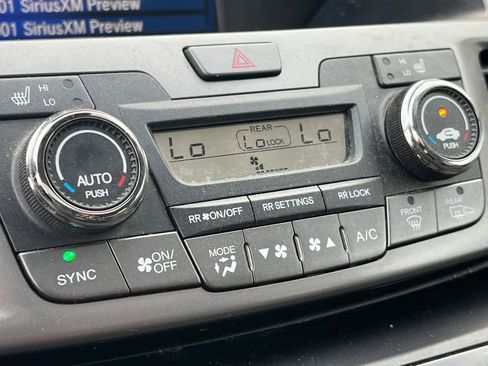 01 SiriusXM Preview
001 SiriusXM Preview
HI
LO
HI
LO
REAR
Lo Lo LOCK Lo
AUTO
PUSH
PUSH
RR ON/OFF
RR SETTINGS
RR LOCK
FRONT
REAR
SYNC
ON/
OFF
MODE
A/C